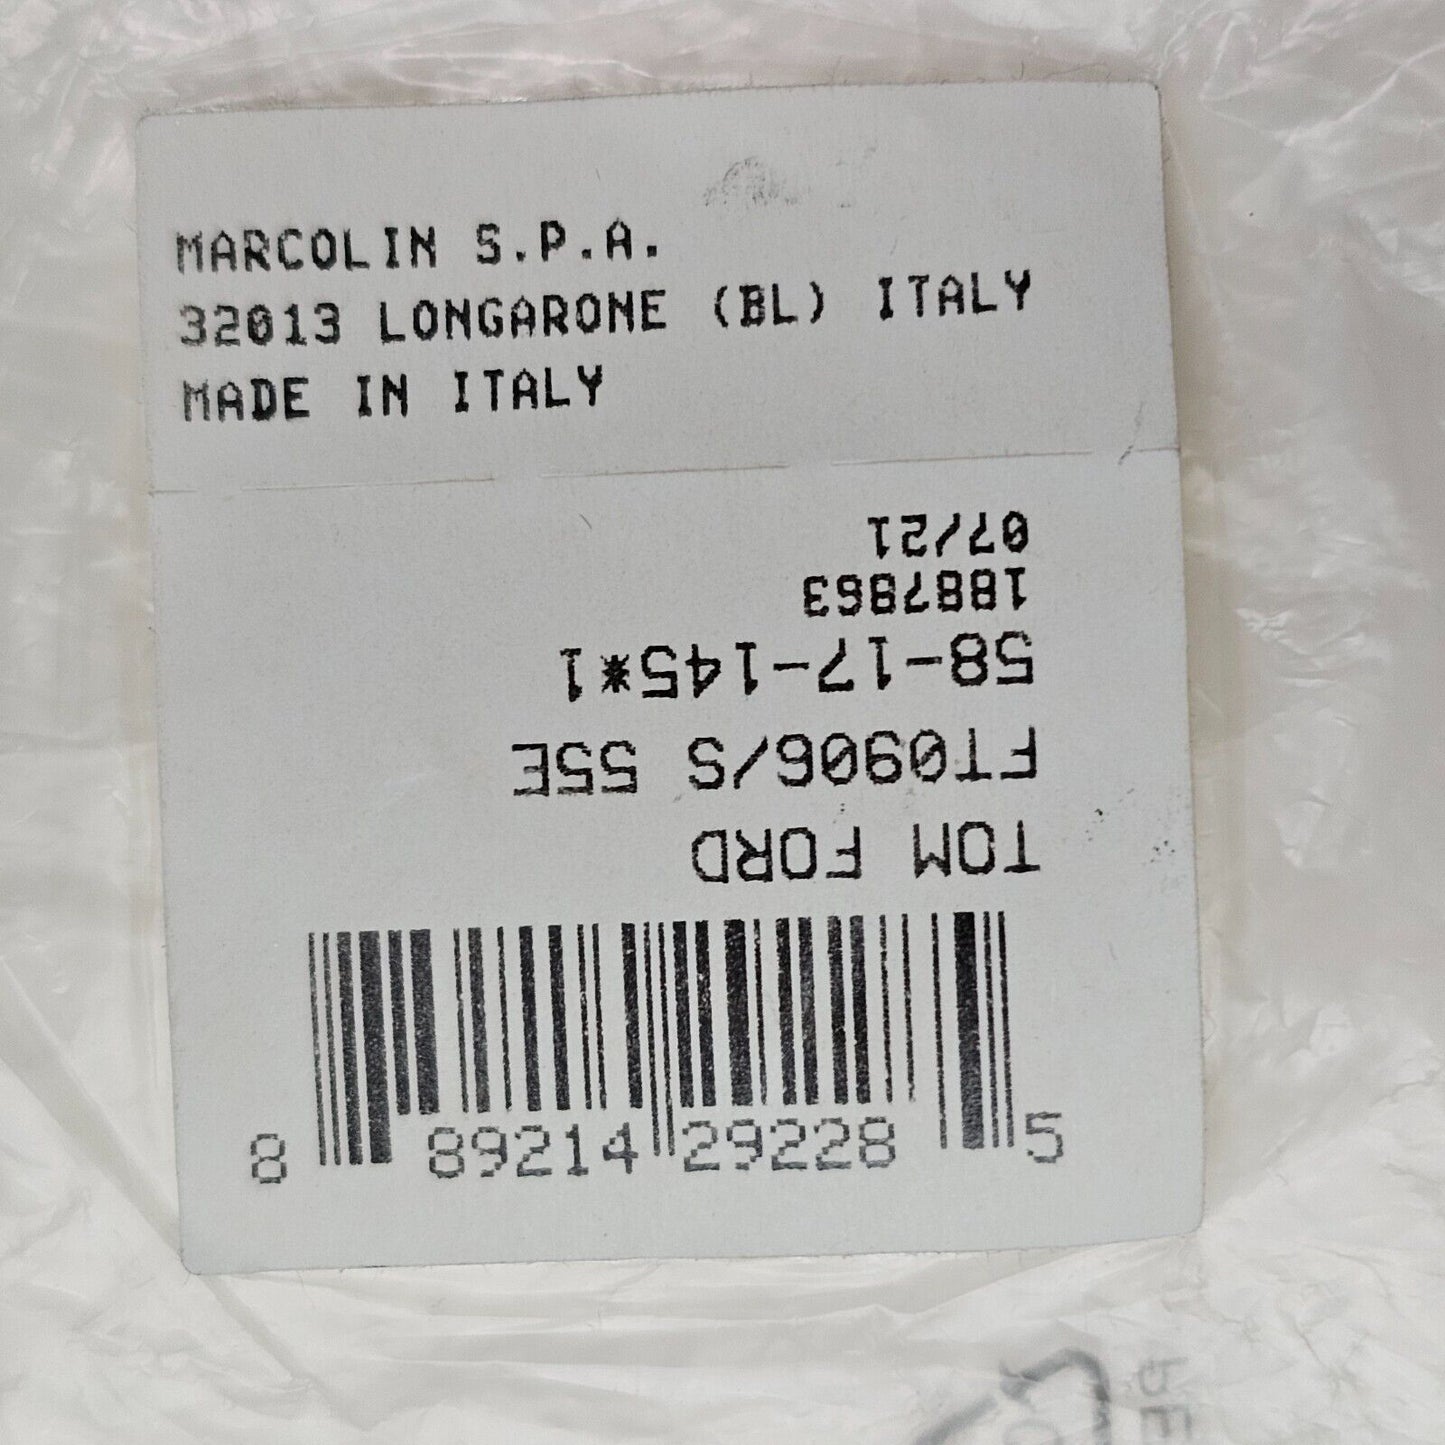 MARCOLIN S.P.A.
32013 LONGARONE (BL) ITALY
MADE IN ITALY
TOM FORD
FT0906/S 55E
58-17-145*1
1887863
07/21
8 89214 29228 5